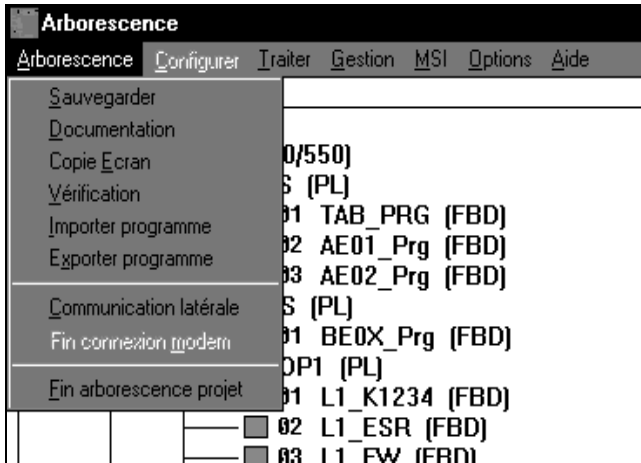 Arborescence
Arborescence Configurer Traiter Gestion MSI Options Aide
Sauvegarder
Documentation
Copie Ecran
Vérification
Importer programme
Exporter programme
Communication latérale
Fin connexion modem
Fin arborescence projet
0/550)
S (PL)
01 TAB_PRG (FBD)
02 AE01_Prg (FBD)
03 AE02_Prg (FBD)
S (PL)
01 BE0X_Prg (FBD)
OP1 (PL)
01 L1_K1234 (FBD)
02 L1_ESR (FBD)
03 L1_FW (FBD)